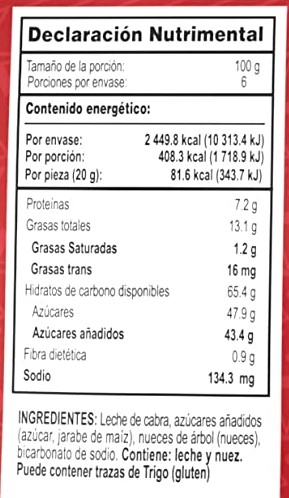 Declaración Nutrimental
Tamaño de la porción: 100 g
Porciones por envase: 6
Contenido energético:
Por envase: 2 449.8 kcal (10 313.4 kJ)
Por porción: 408.3 kcal (1 718.9 kJ)
Por pieza (20 g): 81.6 kcal (343.7 kJ)
Proteínas 7.2 g
Grasas totales 13.1 g
Grasas Saturadas 1.2 g
Grasas trans 16 mg
Hidratos de carbono disponibles 65.4 g
Azúcares 47.9 g
Azúcares añadidos 43.4 g
Fibra dietética 0.9 g
Sodio 134.3 mg
INGREDIENTES: Leche de cabra, azúcares añadidos
(azúcar, jarabe de maíz), nueces de árbol (nueces),
bicarbonato de sodio. Contiene: leche y nuez.
Puede contener trazas de Trigo (gluten)